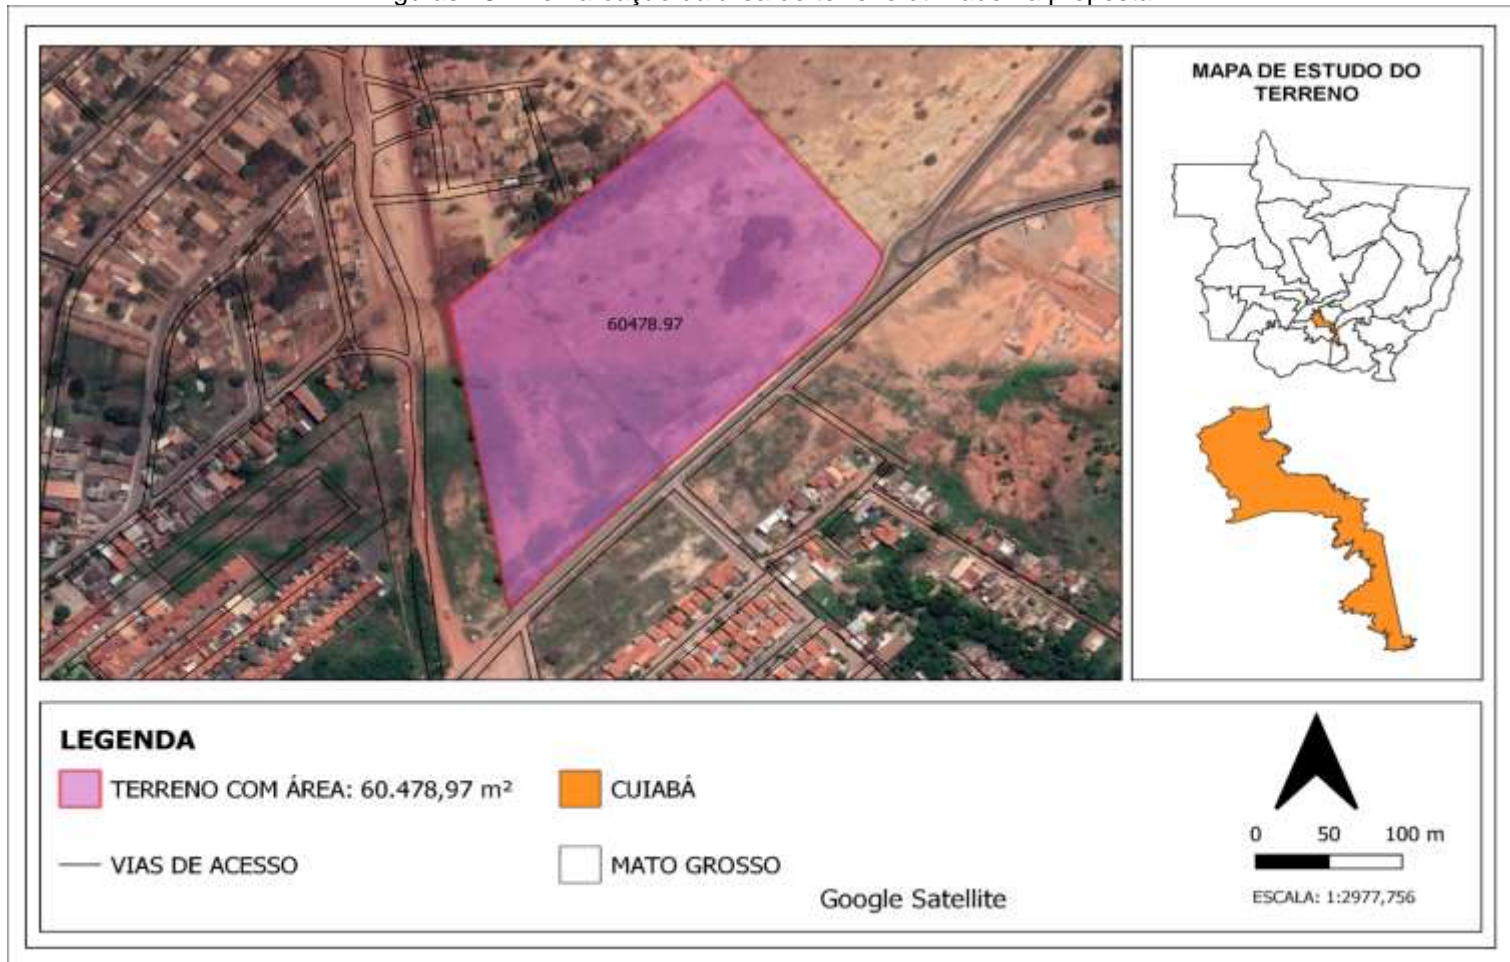 60478.97
MAPA DE ESTUDO DO
TERRENO
LEGENDA
TERRENO COM ÁREA: 60.478,97 m²
CUIABÁ
VIAS DE ACESSO
MATO GROSSO
Google Satellite
0 50 100 m
ESCALA: 1:2977,756